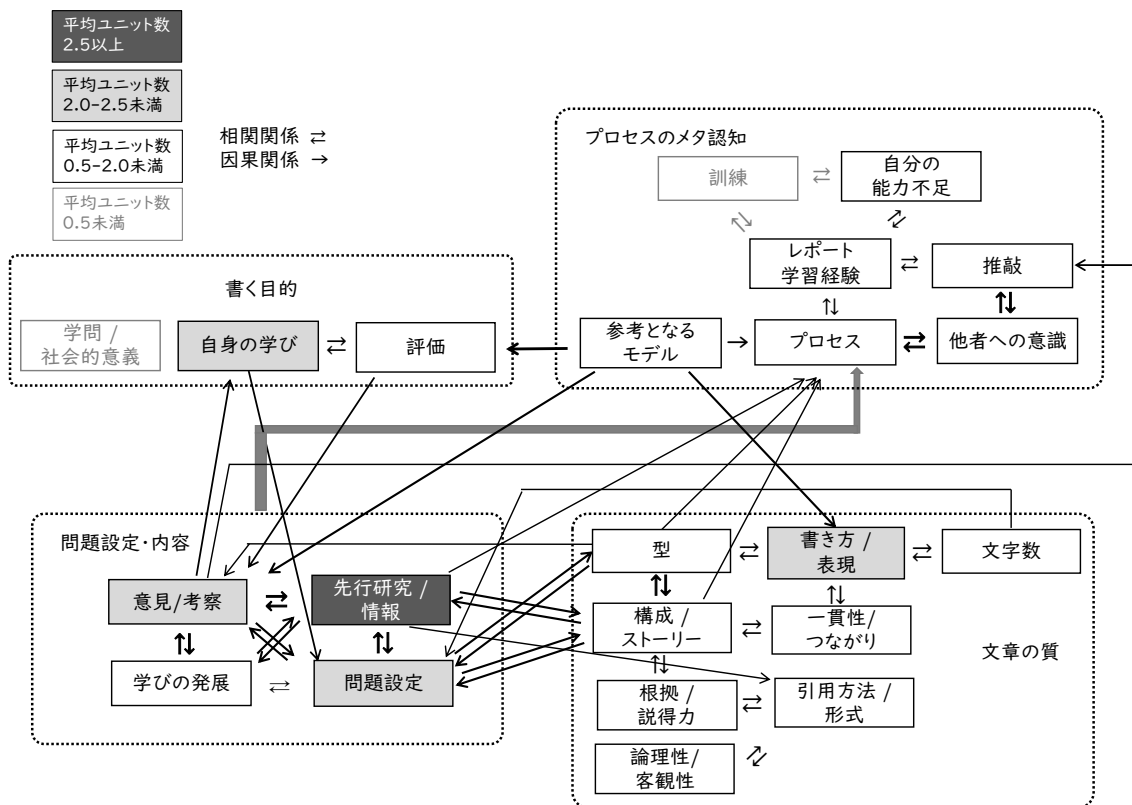 平均ユニット数
2.5以上
平均ユニット数
2.0-2.5未満
平均ユニット数
0.5-2.0未満
平均ユニット数
0.5未満
相関関係 ⇄
因果関係 →
プロセスのメタ認知
訓練
自分の
能力不足
レポート
学習経験
推敲
参考となる
モデル
プロセス
他者への意識
書く目的
学問 /
社会的意義
自身の学び
評価
問題設定・内容
意見/考察
先行研究 /
情報
学びの発展
問題設定
型
書き方 /
表現
文字数
構成 /
ストーリー
一貫性/
つながり
文章の質
根拠 /
説得力
引用方法 /
形式
論理性/
客観性